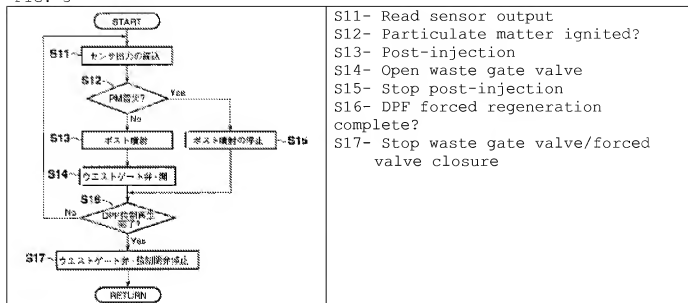 START
S11 センサ出力の読込
S12
PM着火? Yes
No
S13 ポスト噴射 ポスト噴射の停止 S15
S14 ウエストゲート弁・開
S16
No DPF強制再生
完了?
Yes
S17 ウエストゲート弁・強制開弁停止
RETURN
S11- Read sensor output
S12- Particulate matter ignited?
S13- Post-injection
S14- Open waste gate valve
S15- Stop post-injection
S16- DPF forced regeneration
complete?
S17- Stop waste gate valve/forced
valve closure